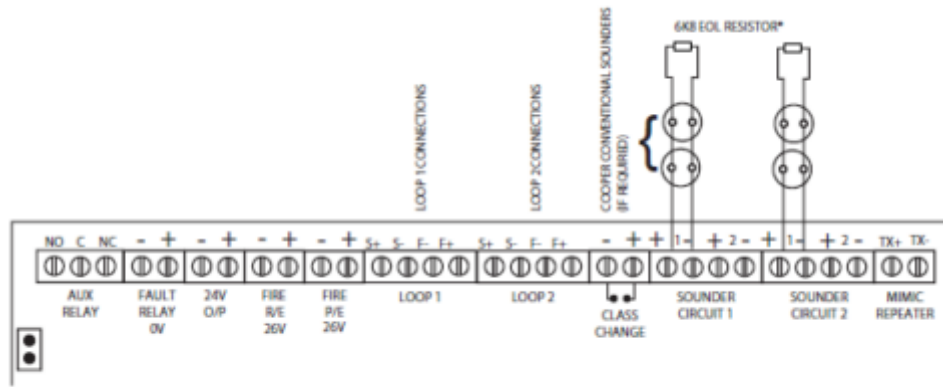 6K8 EOL RESISTOR*
LOOP 1 CONNECTIONS
LOOP 2 CONNECTIONS
COOPER CONVENTIONAL SOUNDERS
(IF REQUIRED)
NO C NC - + - + - + - + S+ S- F- F+ S+ S- F- F+ - + + 1 - + 2 - + 1 - + 2 - TX+ TX-
AUX
RELAY
FAULT
RELAY
0V
24V
O/P
FIRE
R/E
26V
FIRE
P/E
26V
LOOP 1
LOOP 2
CLASS
CHANGE
SOUNDER
CIRCUIT 1
SOUNDER
CIRCUIT 2
MIMIC
REPEATER